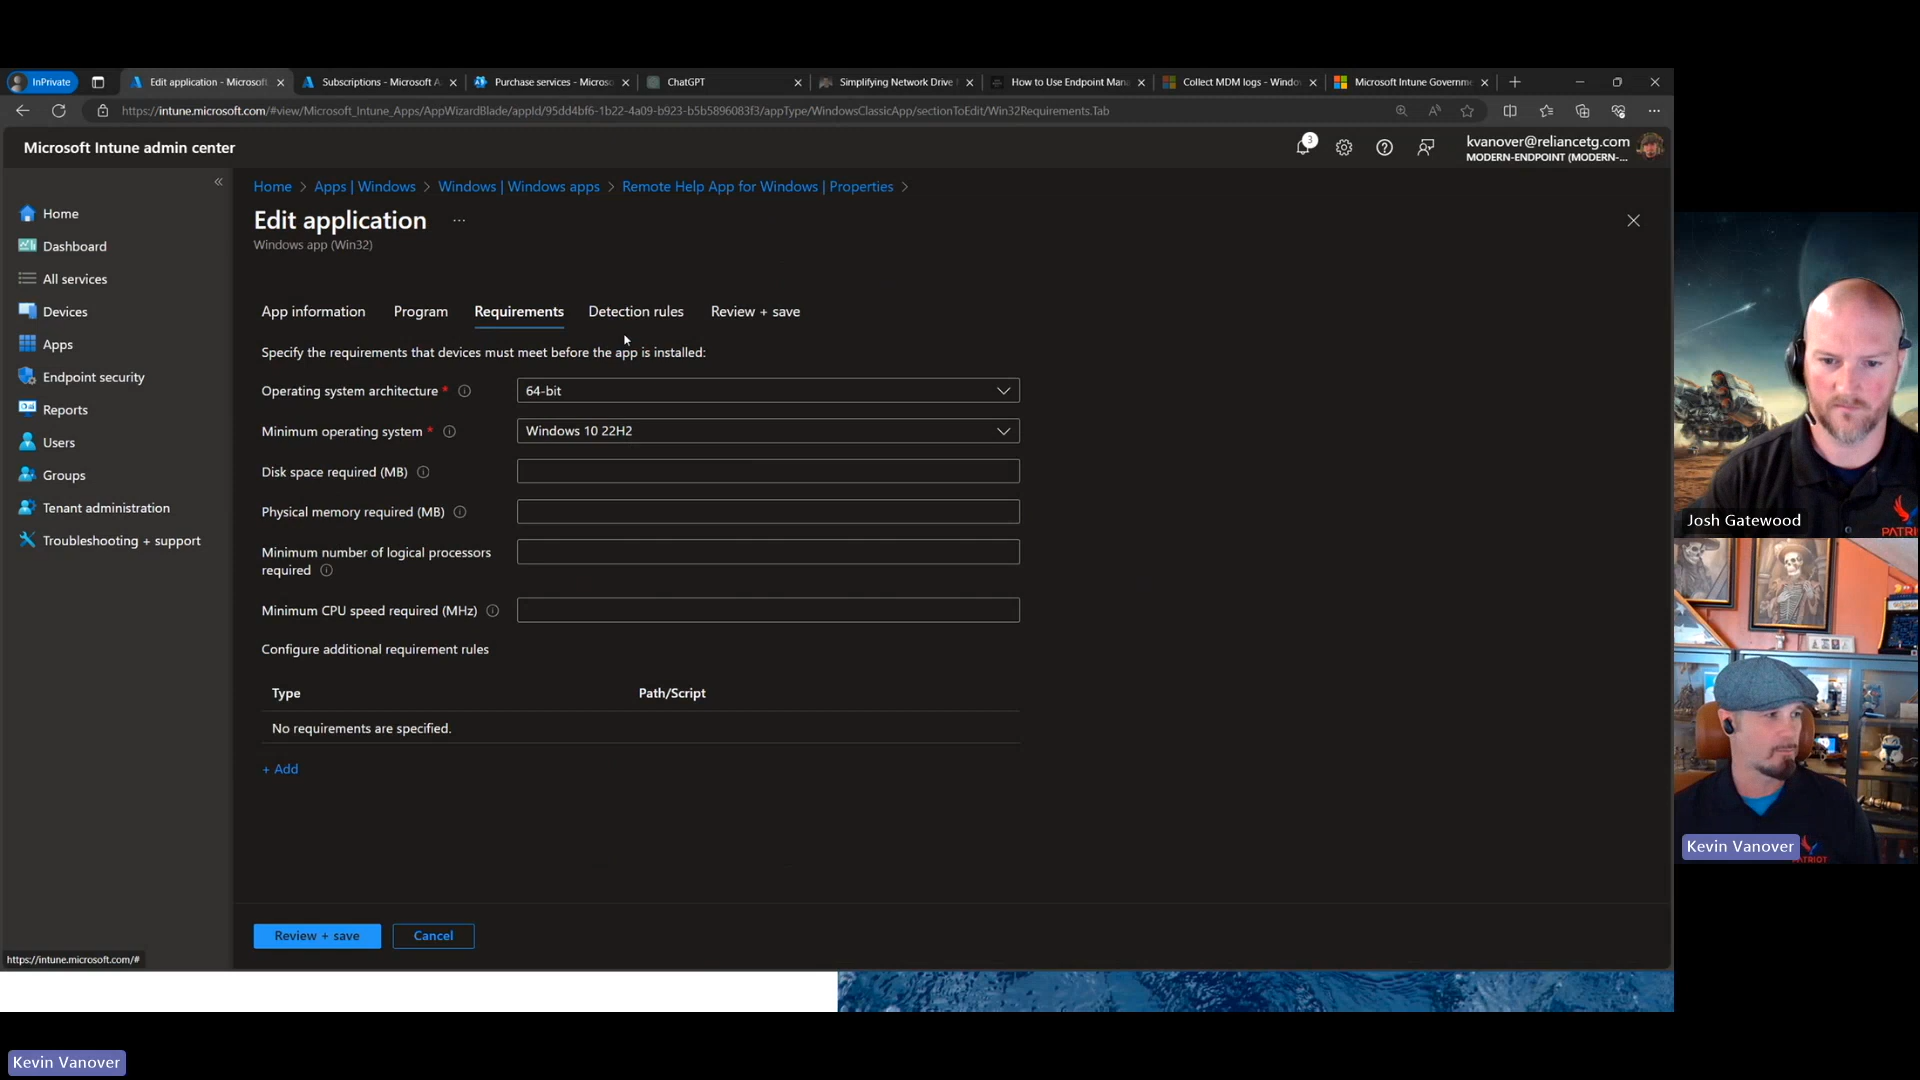 InPrivate
Edit application - Microsoft
Subscriptions - Microsoft A
Purchase services - Microso
ChatGPT
Simplifying Network Drive
How to Use Endpoint Man
Collect MDM logs - Windo
Microsoft Intune Governm
https://intune.microsoft.com/#view/Microsoft_Intune_Apps/AppWizardBlade/appId/95dd4bf6-1b22-4a09-b923-b5b5896083f3/appType/WindowsClassicApp/sectionToEdit/Win32Requirements.Tab
Microsoft Intune admin center
3
kvanover@reliancetg.com
MODERN-ENDPOINT (MODERN-...
Home
Dashboard
All services
Devices
Apps
Endpoint security
Reports
Users
Groups
Tenant administration
Troubleshooting + support
Home > Apps | Windows > Windows | Windows apps > Remote Help App for Windows | Properties >
Edit application ...
Windows app (Win32)
App information Program Requirements Detection rules Review + save
Specify the requirements that devices must meet before the app is installed:
Operating system architecture * 64-bit
Minimum operating system * Windows 10 22H2
Disk space required (MB)
Physical memory required (MB)
Minimum number of logical processors
required
Minimum CPU speed required (MHz)
Configure additional requirement rules
Type Path/Script
No requirements are specified.
+ Add
Review + save Cancel
https://intune.microsoft.com/#
Josh Gatewood
PATRI
Kevin Vanover
PATRIOT
Kevin Vanover